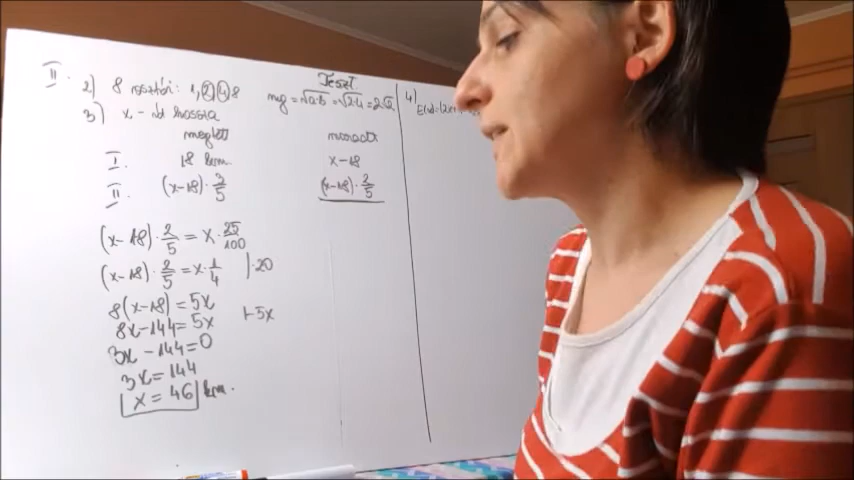 Teszt
II. 2) 8 osztói: 1, 2, 4, 8 mg = √a·b = √2·4 = 2√2
3) x - út hossza
megtett maradt
I. 18 km. x-18
II. (x-18)·3/5 (x-18)·2/5
(x-18)·2/5 = x·25/100
(x-18)·2/5 = x·1/4 |·20
8(x-18) = 5x
8x-144 = 5x |-5x
3x-144 = 0
3x = 144
x = 46 km.
4)